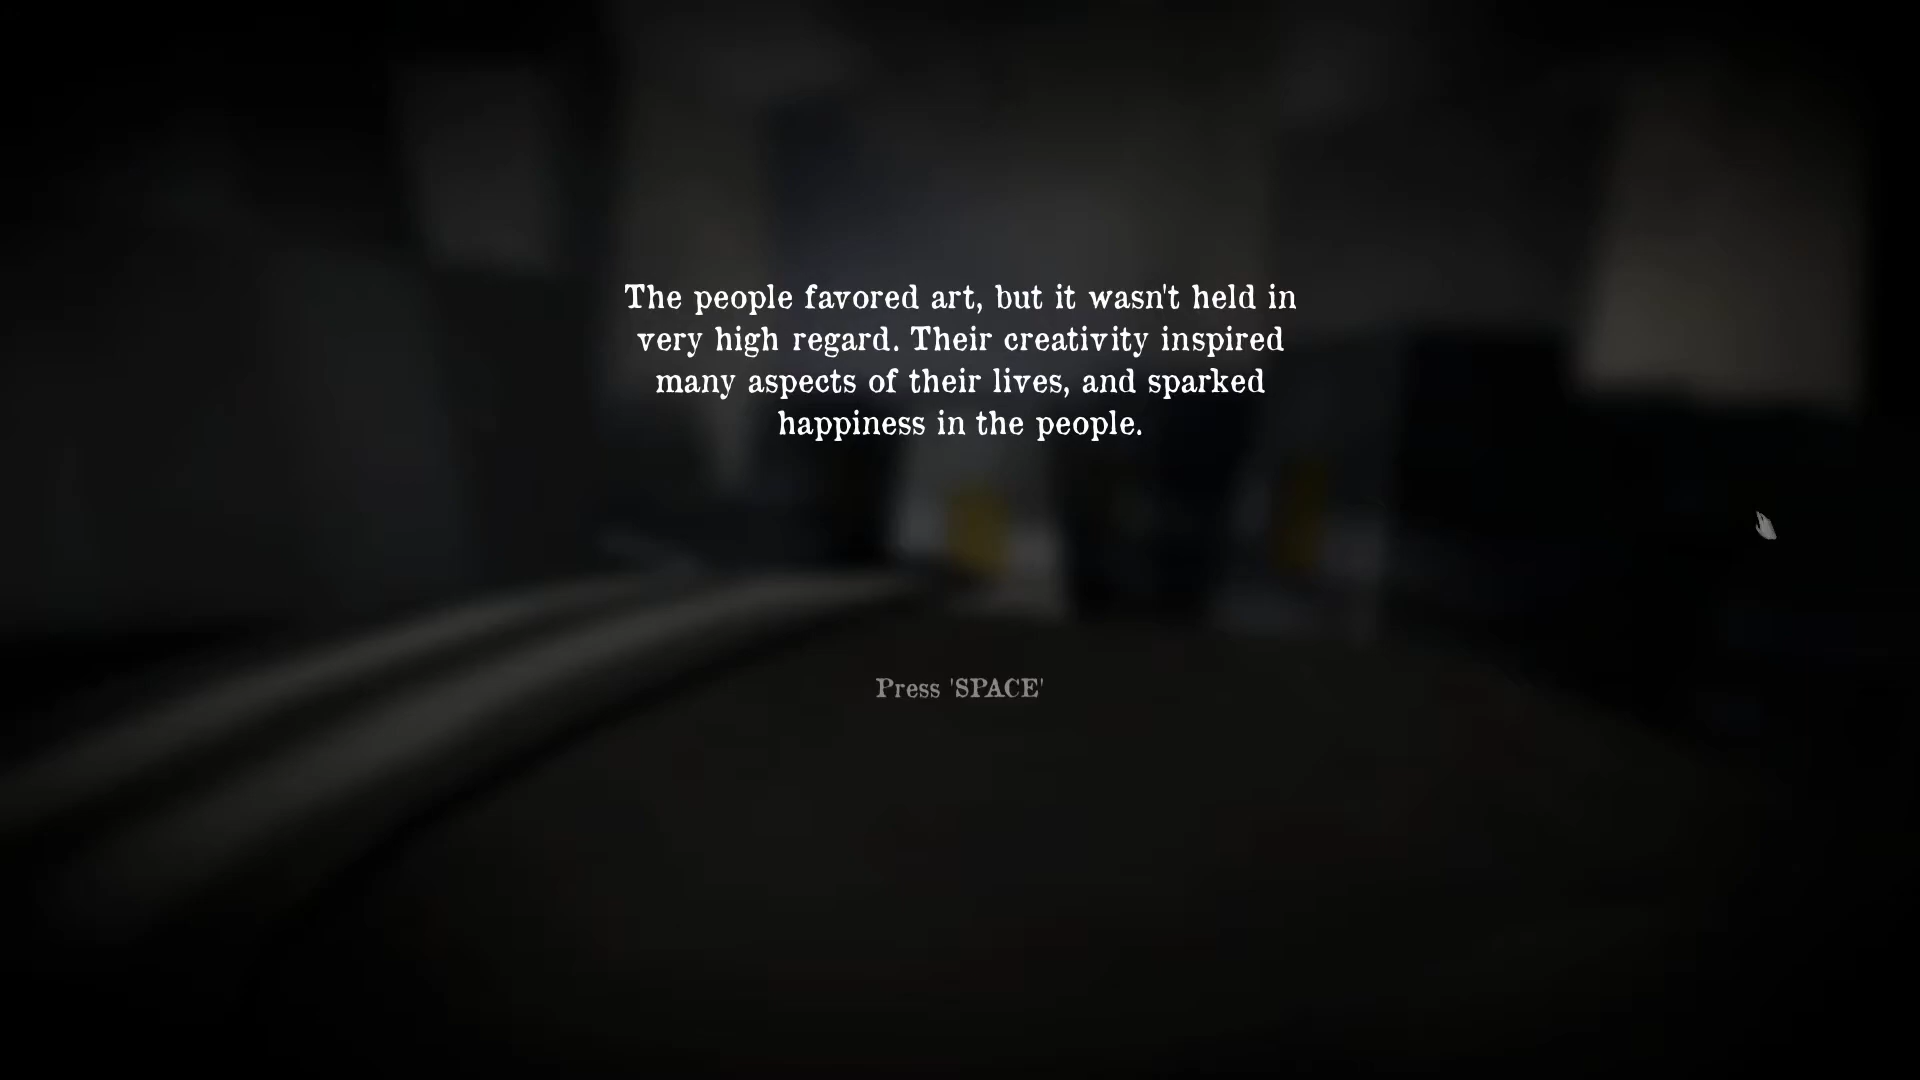 The people favored art, but it wasn't held in
very high regard. Their creativity inspired
many aspects of their lives, and sparked
happiness in the people.
Press 'SPACE'